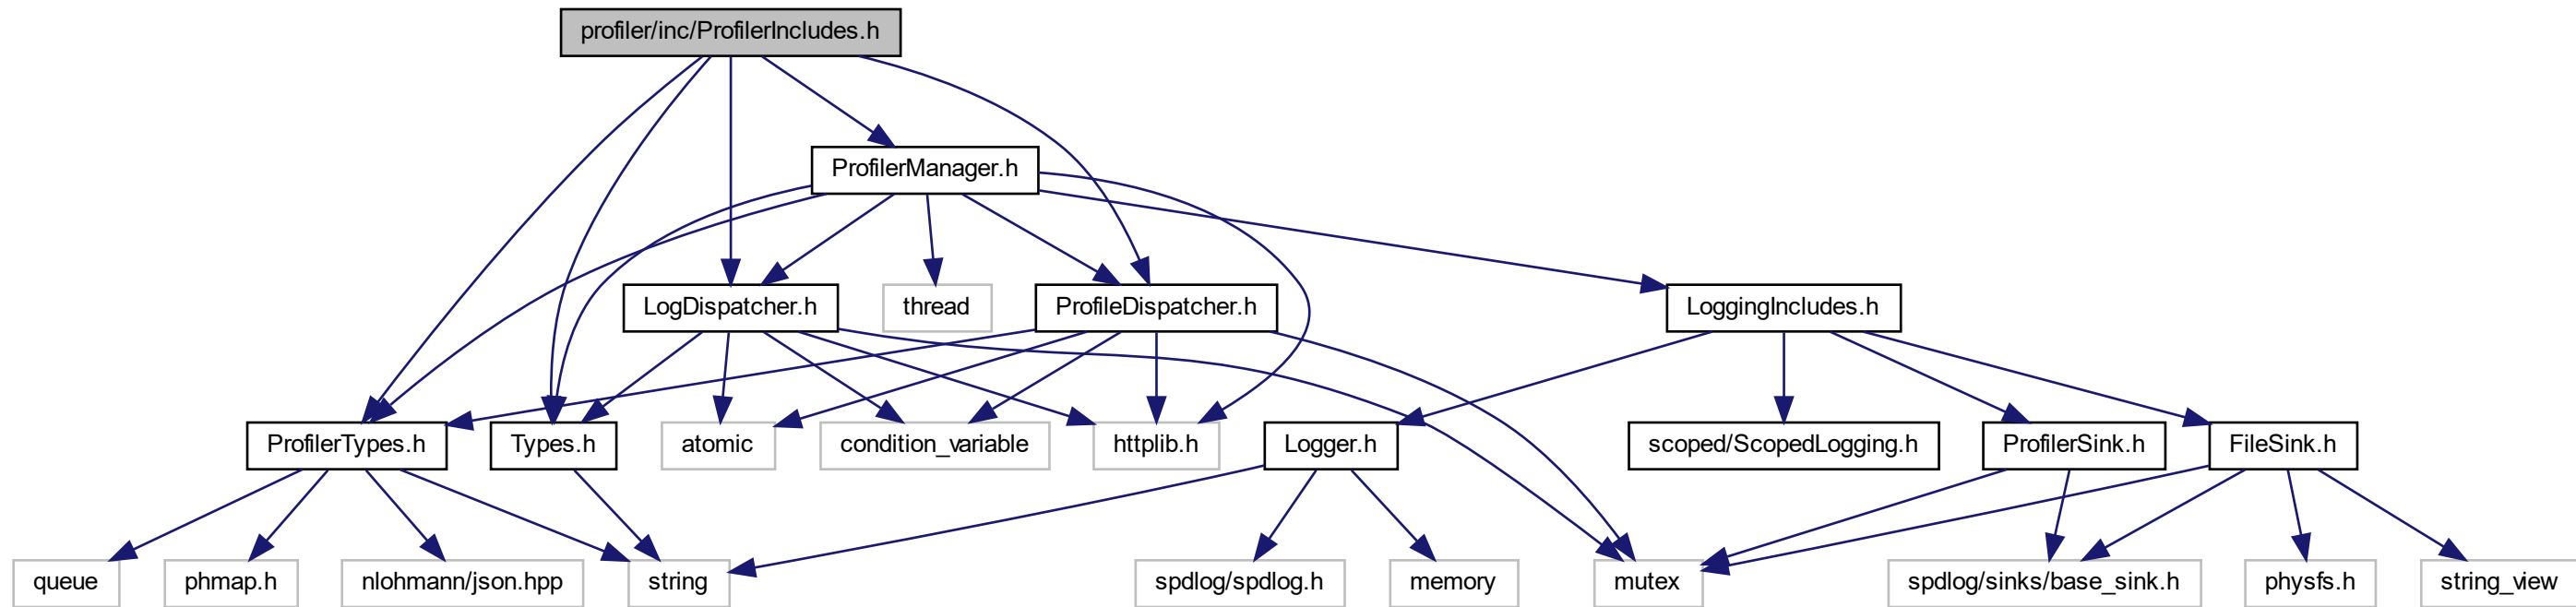 profiler/inc/ProfilerIncludes.h
ProfilerManager.h
LogDispatcher.h
thread
ProfileDispatcher.h
LoggingIncludes.h
ProfilerTypes.h
Types.h
atomic
condition_variable
httplib.h
Logger.h
scoped/ScopedLogging.h
ProfilerSink.h
FileSink.h
queue
phmap.h
nlohmann/json.hpp
string
spdlog/spdlog.h
memory
mutex
spdlog/sinks/base_sink.h
physfs.h
string_view